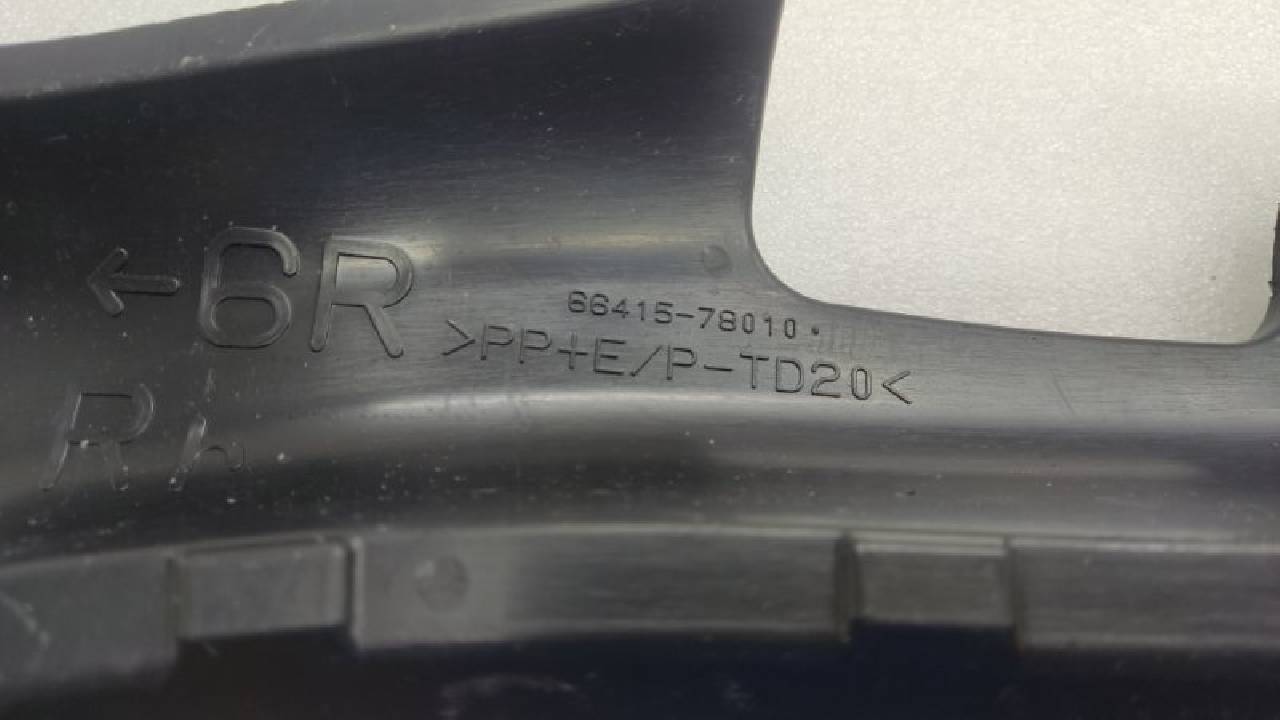 ←6R
66415-78010
>PP+E/P-TD20<
Rh